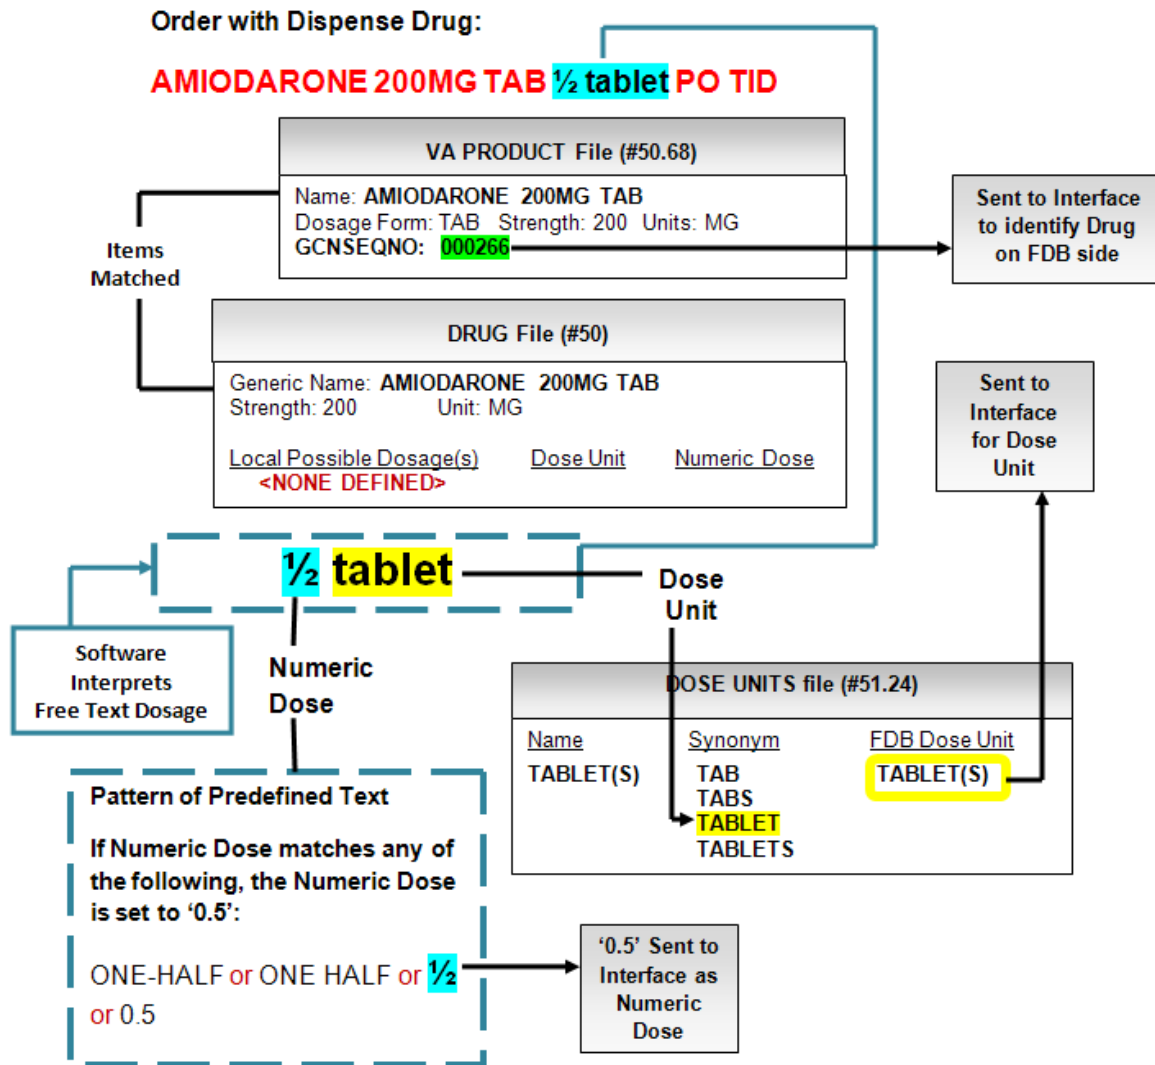 Order with Dispense Drug:
AMIODARONE 200MG TAB ½ tablet PO TID
VA PRODUCT File (#50.68)
Name: AMIODARONE 200MG TAB
Dosage Form: TAB Strength: 200 Units: MG
GCNSEQNO: 000266
Sent to Interface
to identify Drug
on FDB side
Items
Matched
DRUG File (#50)
Generic Name: AMIODARONE 200MG TAB
Strength: 200 Unit: MG
Local Possible Dosage(s) Dose Unit Numeric Dose
<NONE DEFINED>
Sent to
Interface
for Dose
Unit
½ tablet
Dose
Unit
Software
Interprets
Free Text Dosage
Numeric
Dose
DOSE UNITS file (#51.24)
Name Synonym FDB Dose Unit
TABLET(S) TAB TABLET(S)
TABS
TABLET
TABLETS
Pattern of Predefined Text
If Numeric Dose matches any of
the following, the Numeric Dose
is set to ‘0.5’:
ONE-HALF or ONE HALF or ½
or 0.5
‘0.5’ Sent to
Interface as
Numeric
Dose